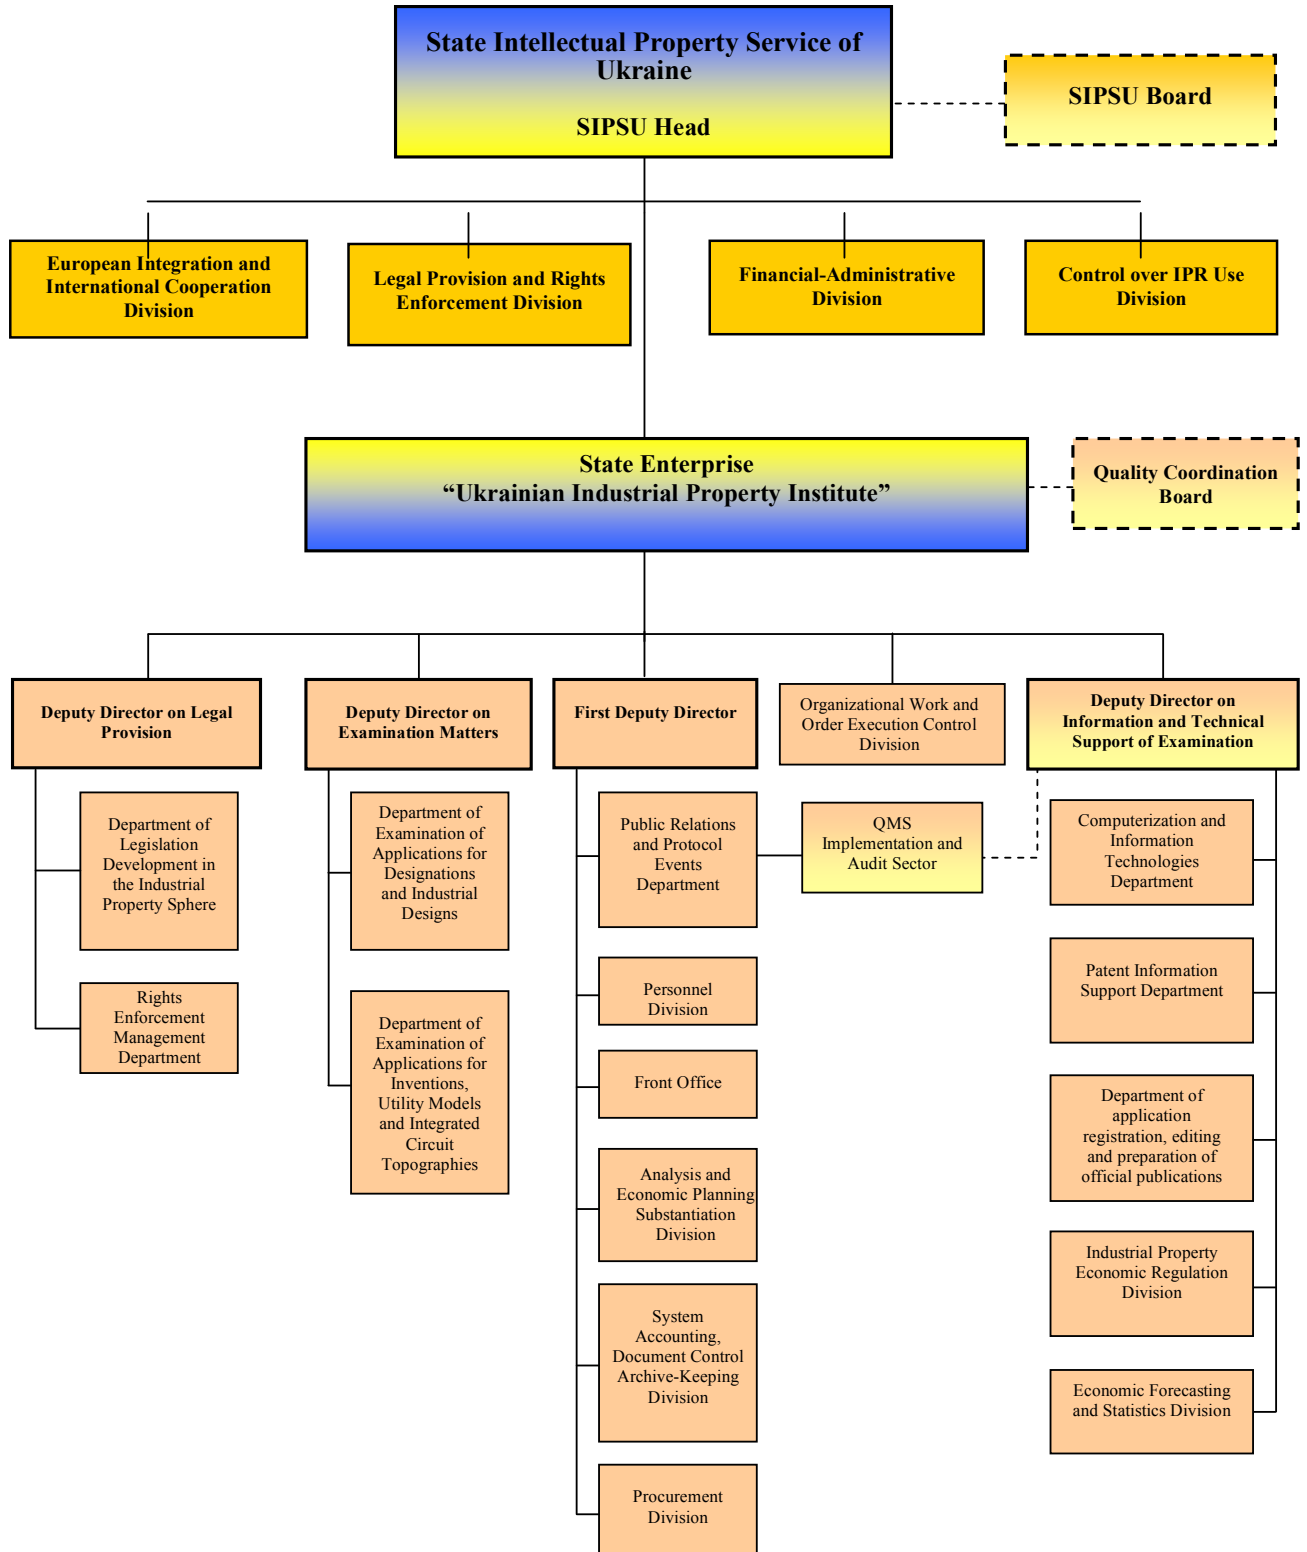 State Intellectual Property Service of
Ukraine
SIPSU Head
SIPSU Board
European Integration and
International Cooperation
Division
Legal Provision and Rights
Enforcement Division
Financial-Administrative
Division
Control over IPR Use
Division
State Enterprise
“Ukrainian Industrial Property Institute”
Quality Coordination
Board
Deputy Director on Legal
Provision
Deputy Director on
Examination Matters
First Deputy Director
Organizational Work and
Order Execution Control
Division
Deputy Director on
Information and Technical
Support of Examination
Department of
Legislation
Development in
the Industrial
Property Sphere
Rights
Enforcement
Management
Department
Department of
Examination of
Applications for
Designations
and Industrial
Designs
Department of
Examination of
Applications for
Inventions,
Utility Models
and Integrated
Circuit
Topographies
Public Relations
and Protocol
Events
Department
QMS
Implementation and
Audit Sector
Personnel
Division
Front Office
Analysis and
Economic Planning
Substantiation
Division
System
Accounting,
Document Control
Archive-Keeping
Division
Procurement
Division
Computerization and
Information
Technologies
Department
Patent Information
Support Department
Department of
application
registration, editing
and preparation of
official publications
Industrial Property
Economic Regulation
Division
Economic Forecasting
and Statistics Division